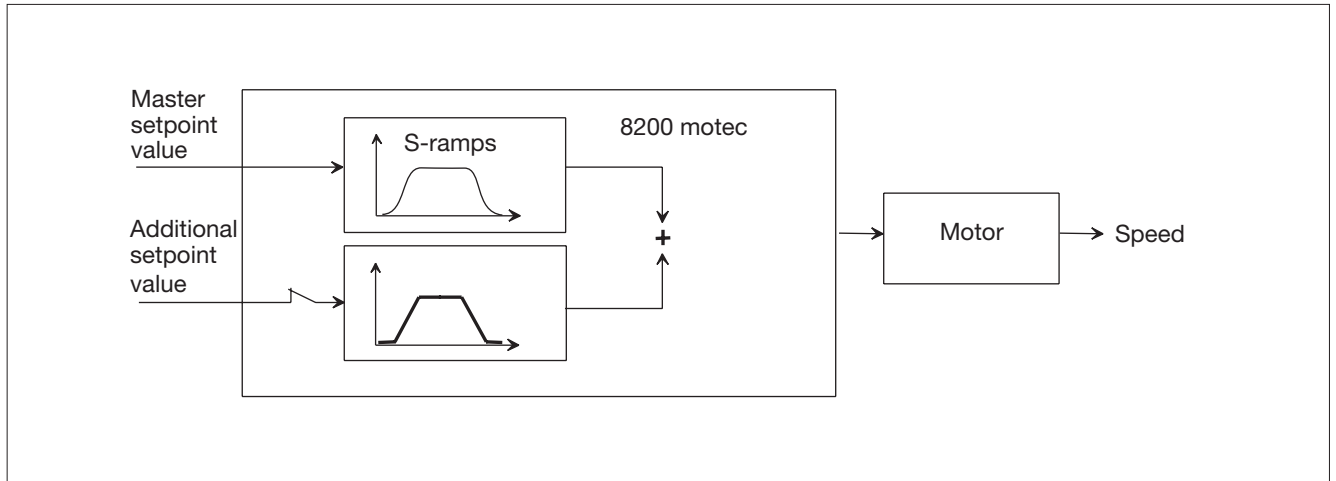 Master
setpoint
value
S-ramps
8200 motec
+
Additional
setpoint
value
Motor
Speed